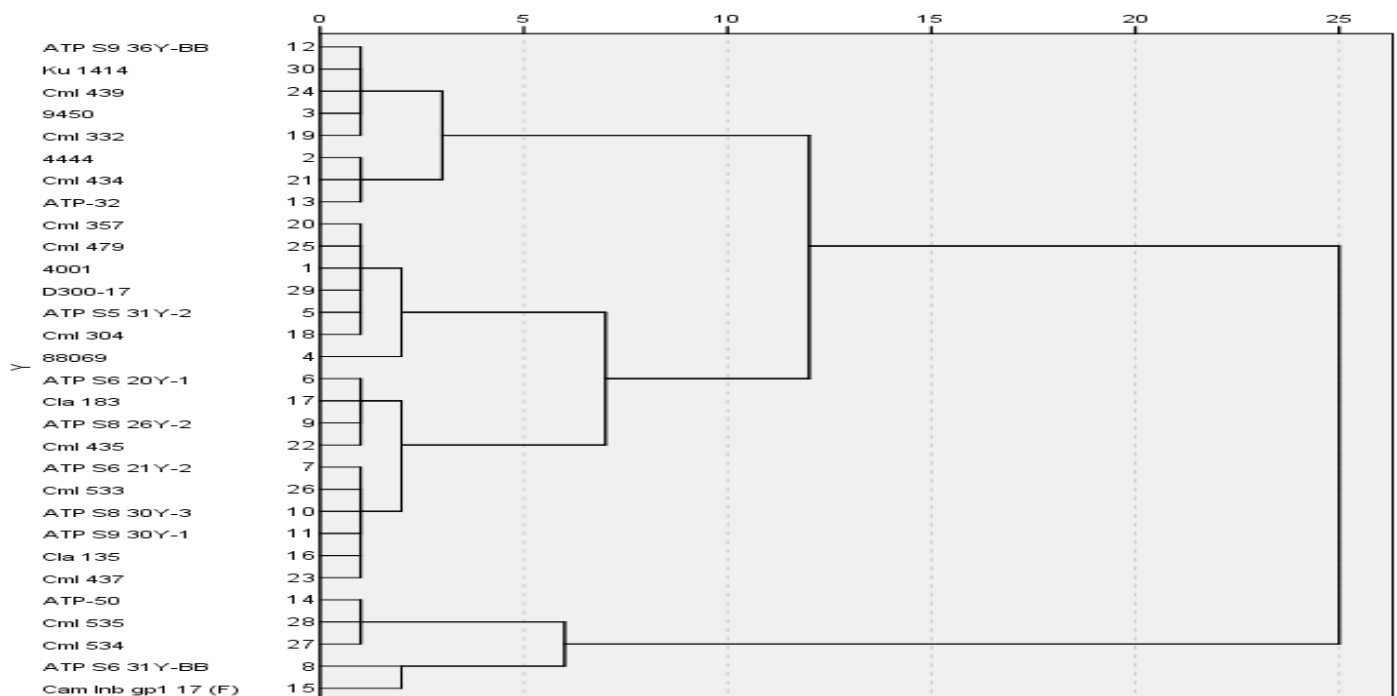 0 5 10 15 20 25
ATP S9 36Y-BB 12
Ku 1414 30
Cml 439 24
9450 3
Cml 332 19
4444 2
Cml 434 21
ATP-32 13
Cml 357 20
Cml 479 25
4001 1
D300-17 29
ATP S5 31Y-2 5
Cml 304 18
88069 4
Y
ATP S6 20Y-1 6
Cla 183 17
ATP S8 26Y-2 9
Cml 435 22
ATP S6 21Y-2 7
Cml 533 26
ATP S8 30Y-3 10
ATP S9 30Y-1 11
Cla 135 16
Cml 437 23
ATP-50 14
Cml 535 28
Cml 534 27
ATP S6 31Y-BB 8
Cam Inb gp1 17 (F) 15